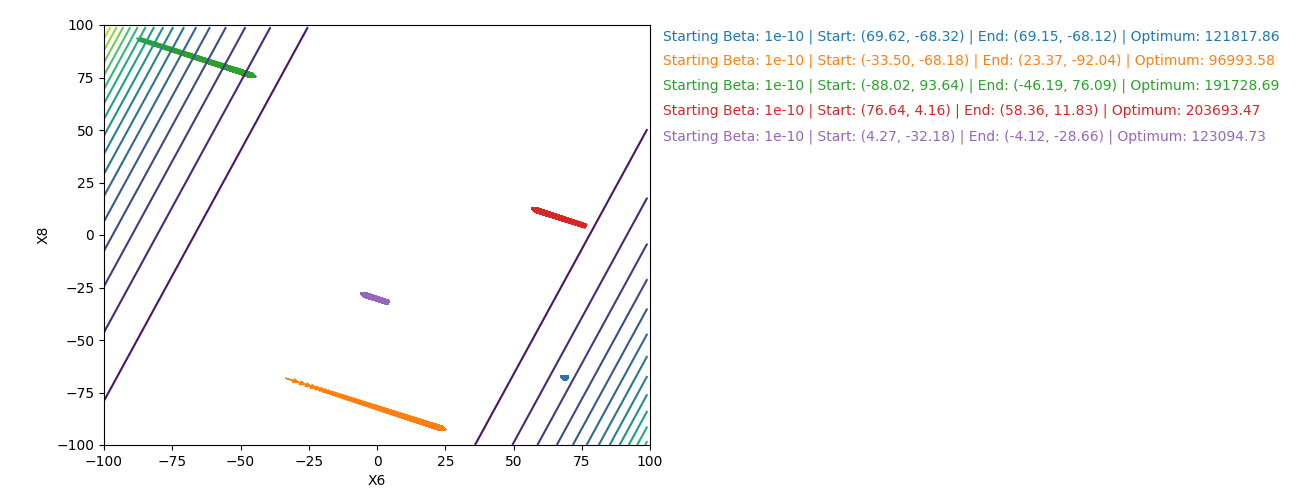 100
75
50
25
0
−25
−50
−75
−100
X8
−100 −75 −50 −25 0 25 50 75 100
X6
Starting Beta: 1e-10 | Start: (69.62, -68.32) | End: (69.15, -68.12) | Optimum: 121817.86
Starting Beta: 1e-10 | Start: (-33.50, -68.18) | End: (23.37, -92.04) | Optimum: 96993.58
Starting Beta: 1e-10 | Start: (-88.02, 93.64) | End: (-46.19, 76.09) | Optimum: 191728.69
Starting Beta: 1e-10 | Start: (76.64, 4.16) | End: (58.36, 11.83) | Optimum: 203693.47
Starting Beta: 1e-10 | Start: (4.27, -32.18) | End: (-4.12, -28.66) | Optimum: 123094.73